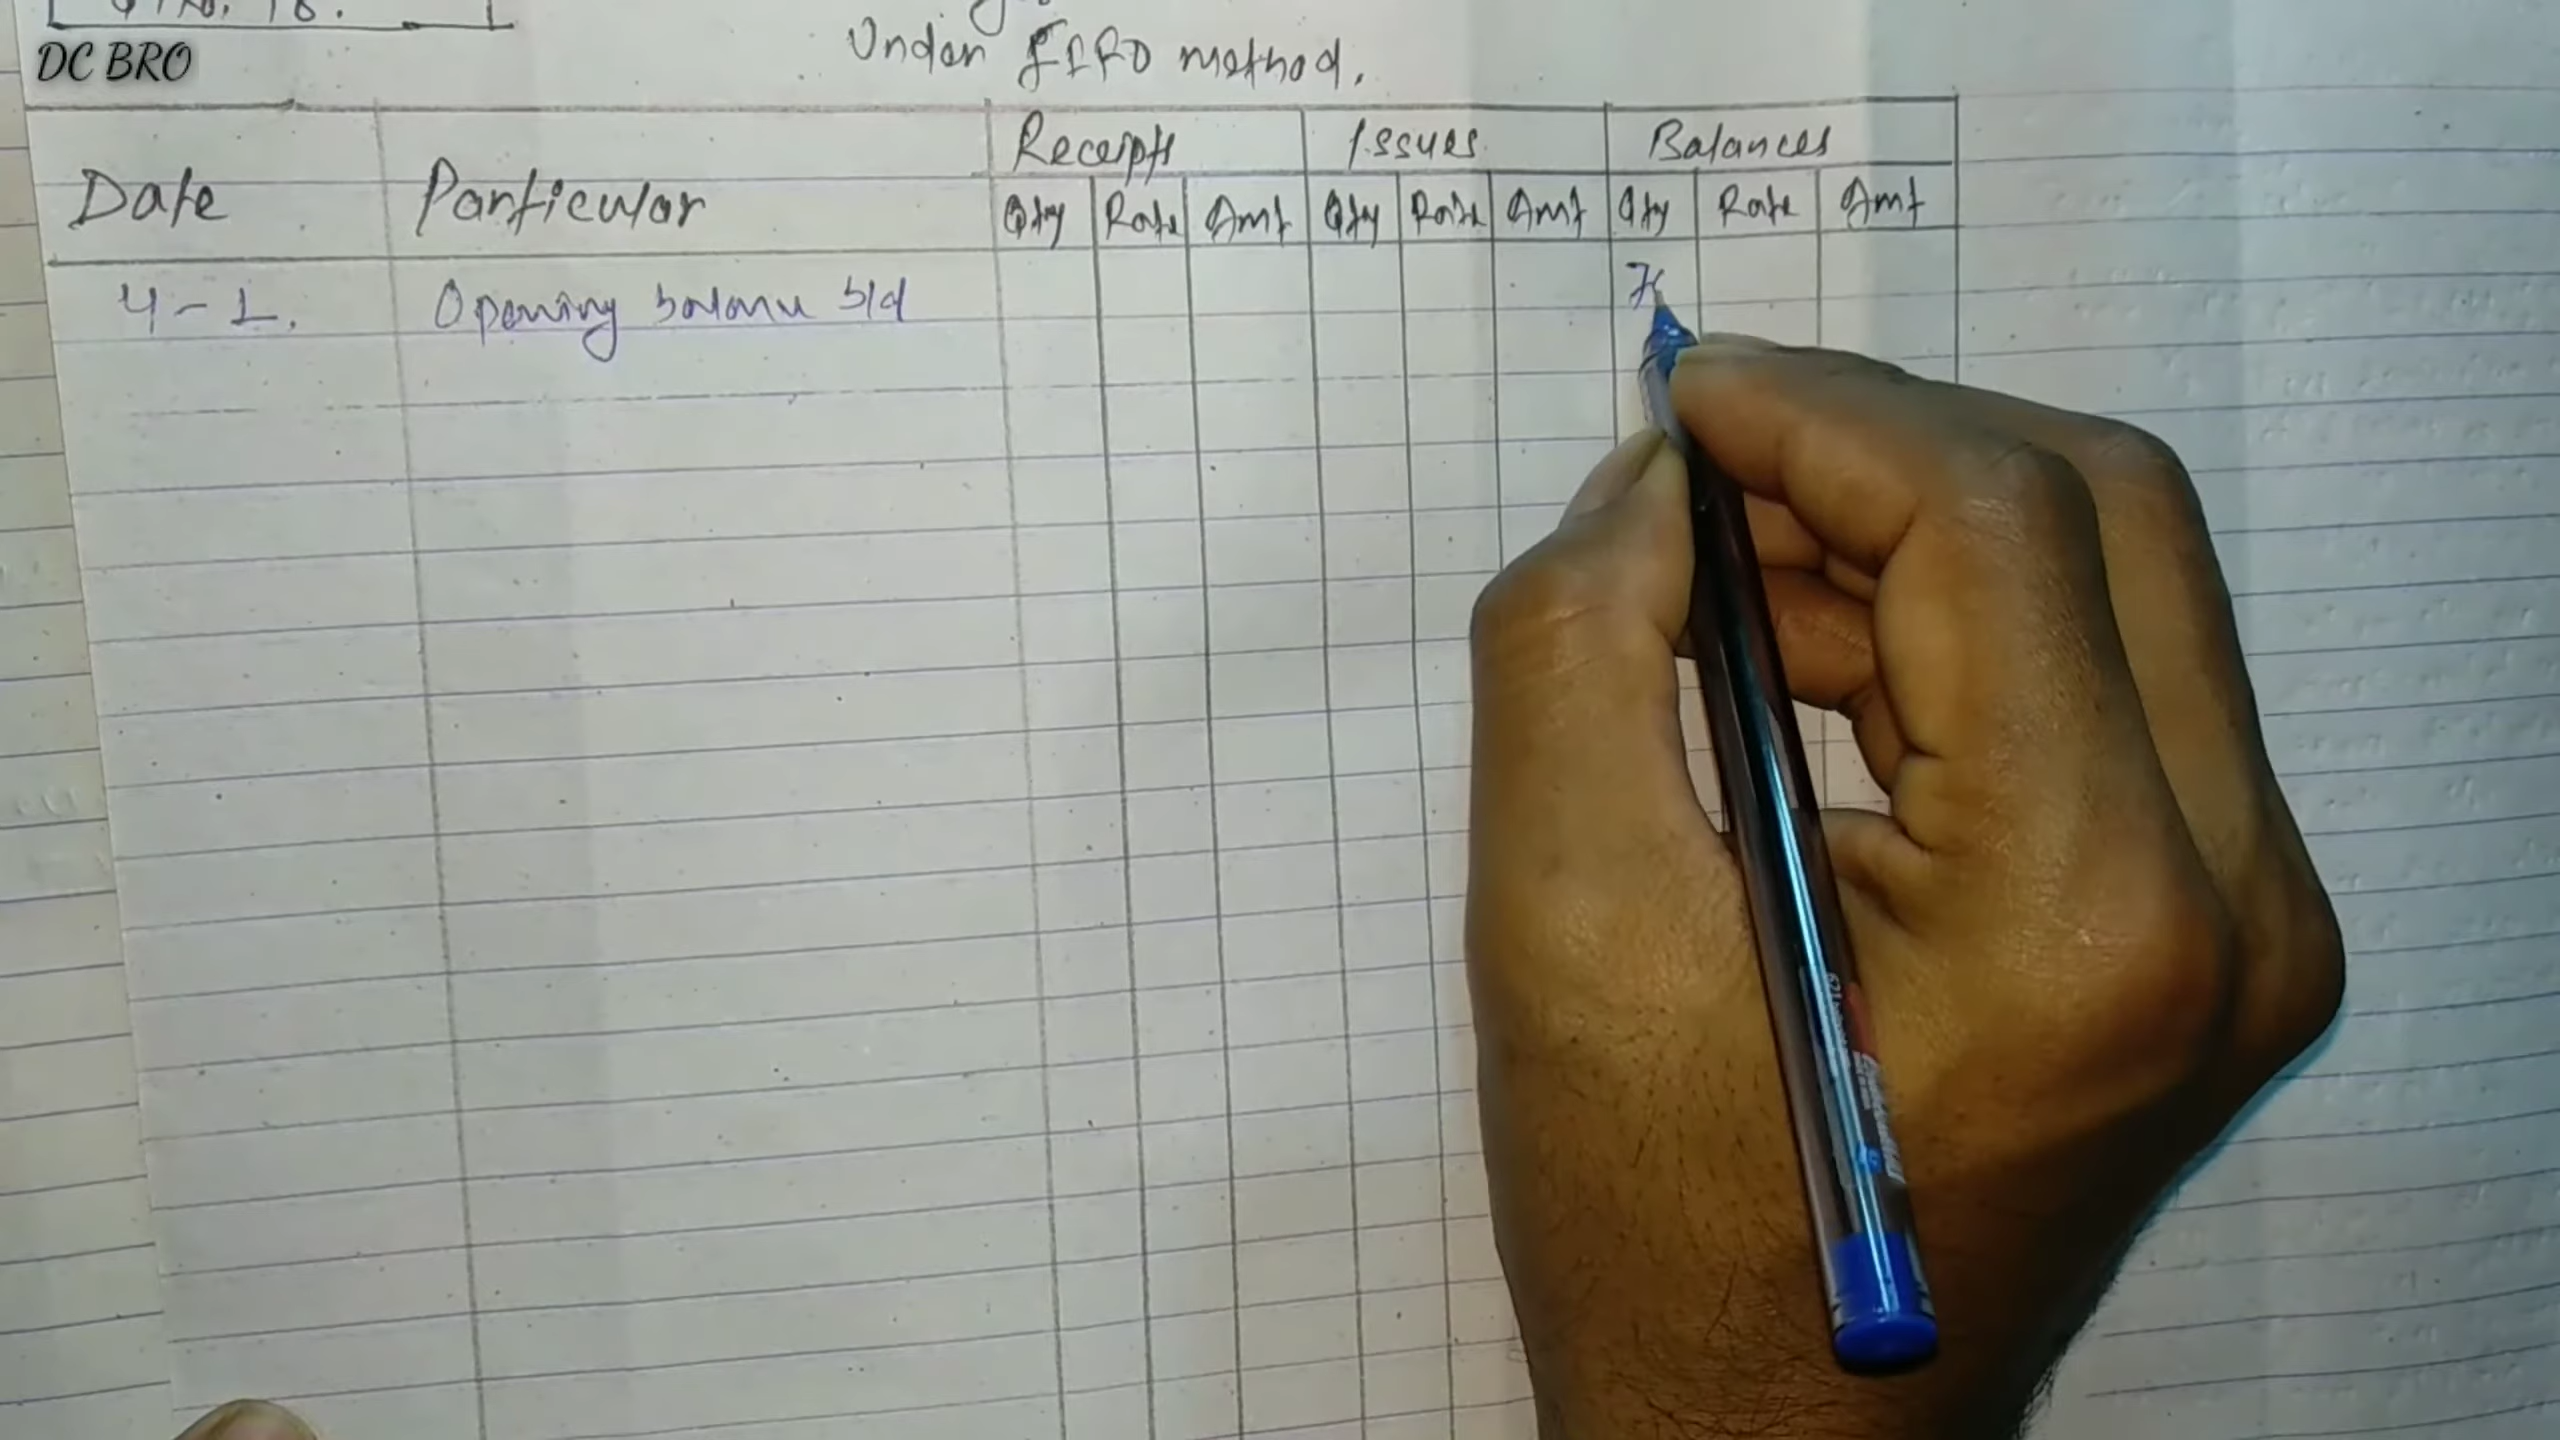 DC BRO
Under FIFO method.
Date Particular Receipts Issues Balances
Qty Rate Amt Qty Rate Amt Qty Rate Amt
4-1. Opening balance b/d